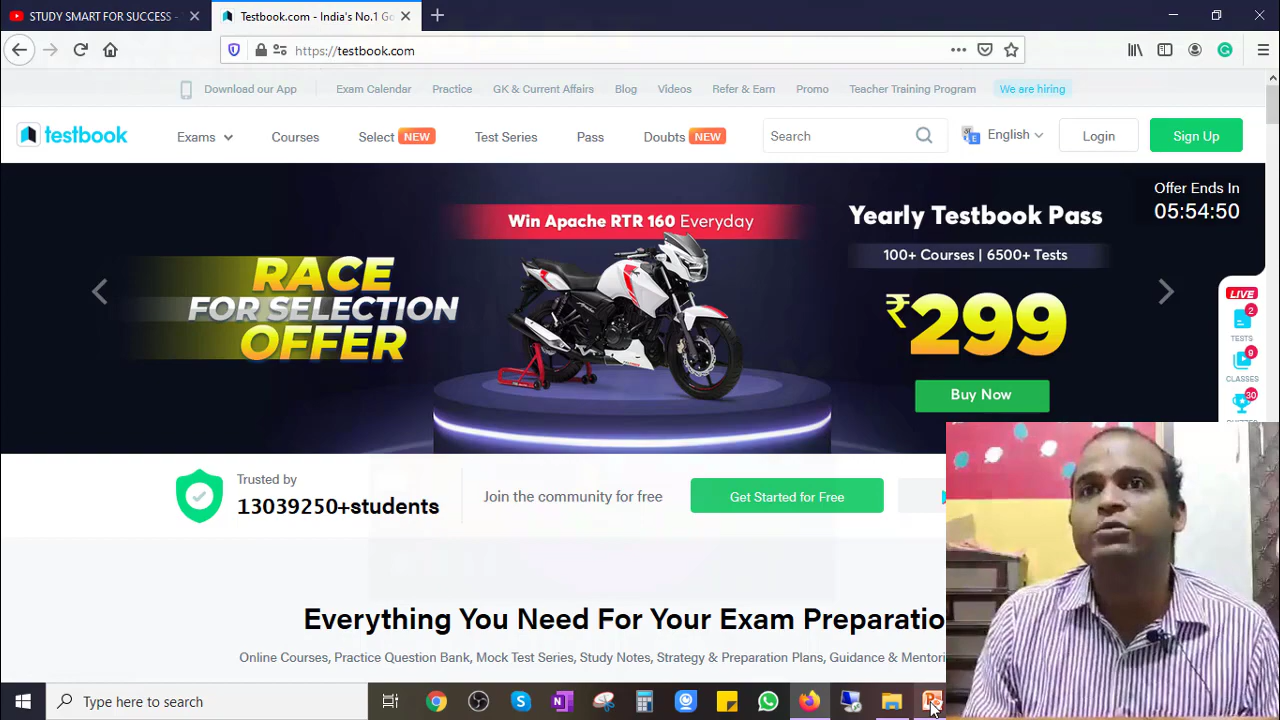 STUDY SMART FOR SUCCESS -
Testbook.com - India's No.1 Go
https://testbook.com
Download our App
Exam Calendar
Practice
GK & Current Affairs
Blog
Videos
Refer & Earn
Promo
Teacher Training Program
We are hiring
testbook
Exams
Courses
Select NEW
Test Series
Pass
Doubts NEW
Search
English
Login
Sign Up
Offer Ends In
05:54:50
Win Apache RTR 160 Everyday
RACE
FOR SELECTION
OFFER
Yearly Testbook Pass
100+ Courses | 6500+ Tests
₹299
Buy Now
LIVE
2
TESTS
9
CLASSES
30
Trusted by
13039250+students
Join the community for free
Get Started for Free
Everything You Need For Your Exam Preparatio
Online Courses, Practice Question Bank, Mock Test Series, Study Notes, Strategy & Preparation Plans, Guidance & Mentori
Type here to search